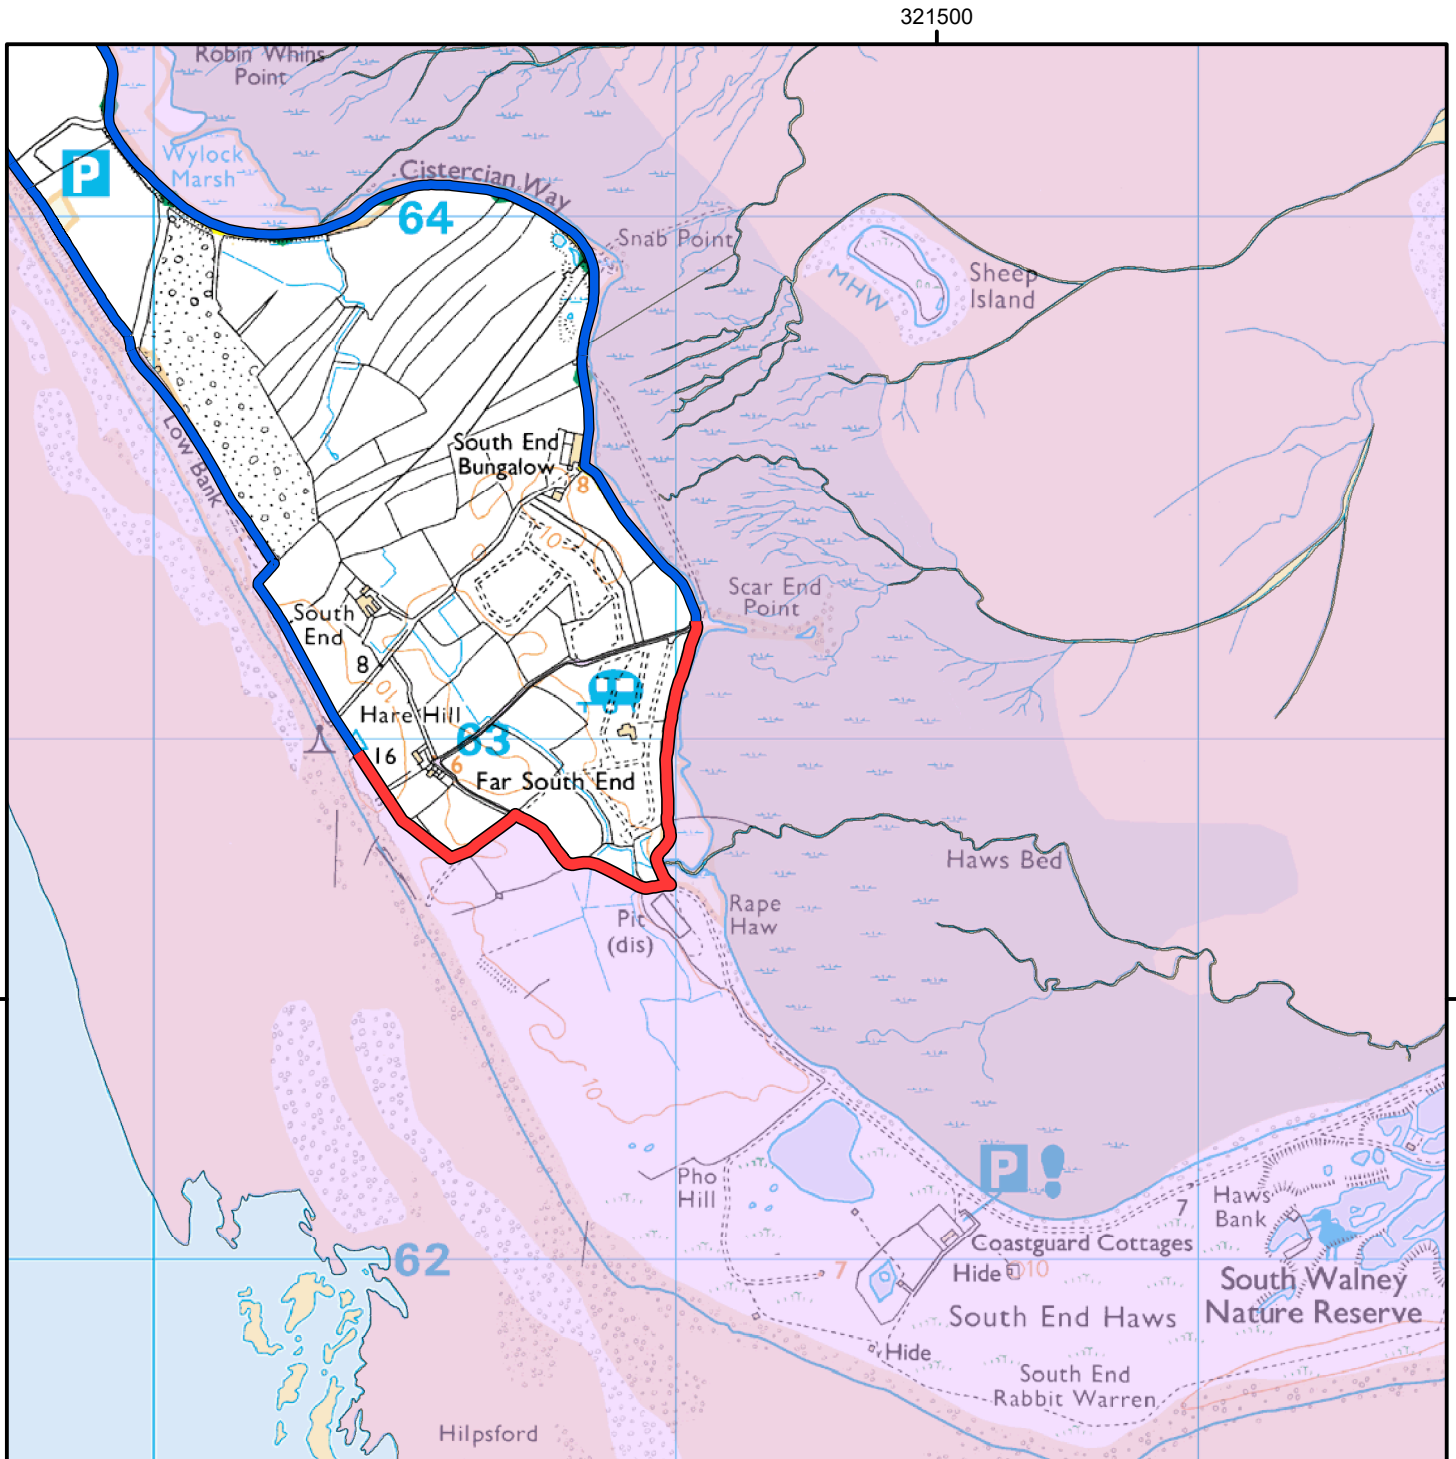 321500
Robin Whins
Point
P
Wylock
Marsh
Cistercian Way
64
Snab Point
MHW
Sheep
Island
Low Bank
South End
Bungalow
8
10
Scar End
Point
South
End
8
10
Hare Hill
63
16
6
Far South End
Haws Bed
Rape
Haw
Pit
(dis)
10
Pho
Hill
P
7
Haws
Bank
Coastguard Cottages
62
7
Hide
10
South Walney
Nature Reserve
South End Haws
Hide
South End
Rabbit Warren
Hilpsford